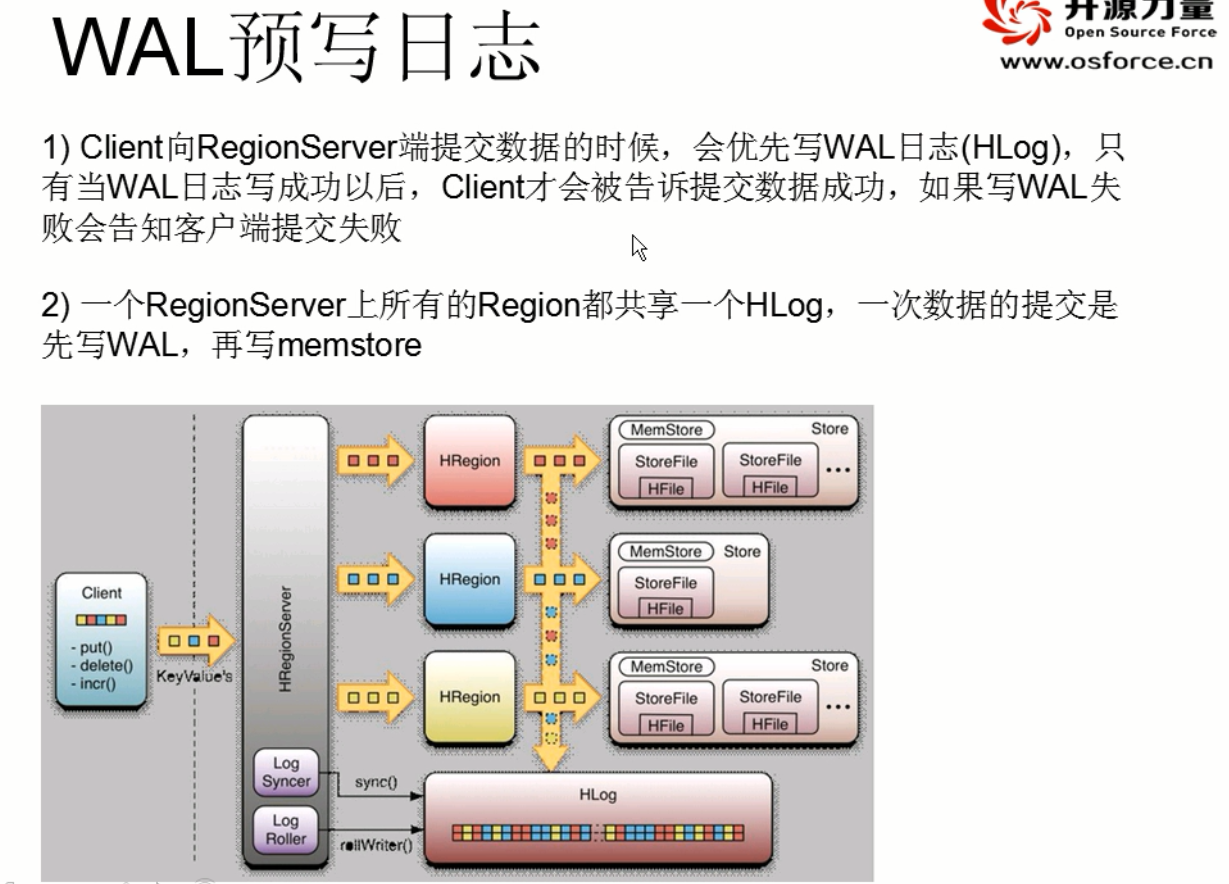 WAL预写日志
开源力量
Open Source Force
www.osforce.cn
1) Client向RegionServer端提交数据的时候，会优先写WAL日志(HLog)，只
有当WAL日志写成功以后，Client才会被告诉提交数据成功，如果写WAL失
败会告知客户端提交失败
2) 一个RegionServer上所有的Region都共享一个HLog，一次数据的提交是
先写WAL，再写memstore
Client
- put()
- delete()
- incr()
KeyValue's
HRegionServer
Log
Syncer
Log
Roller
sync()
rollWriter()
HRegion
MemStore
Store
StoreFile
HFile
StoreFile
HFile
...
HRegion
MemStore
Store
StoreFile
HFile
HRegion
MemStore
Store
StoreFile
HFile
StoreFile
HFile
...
HLog